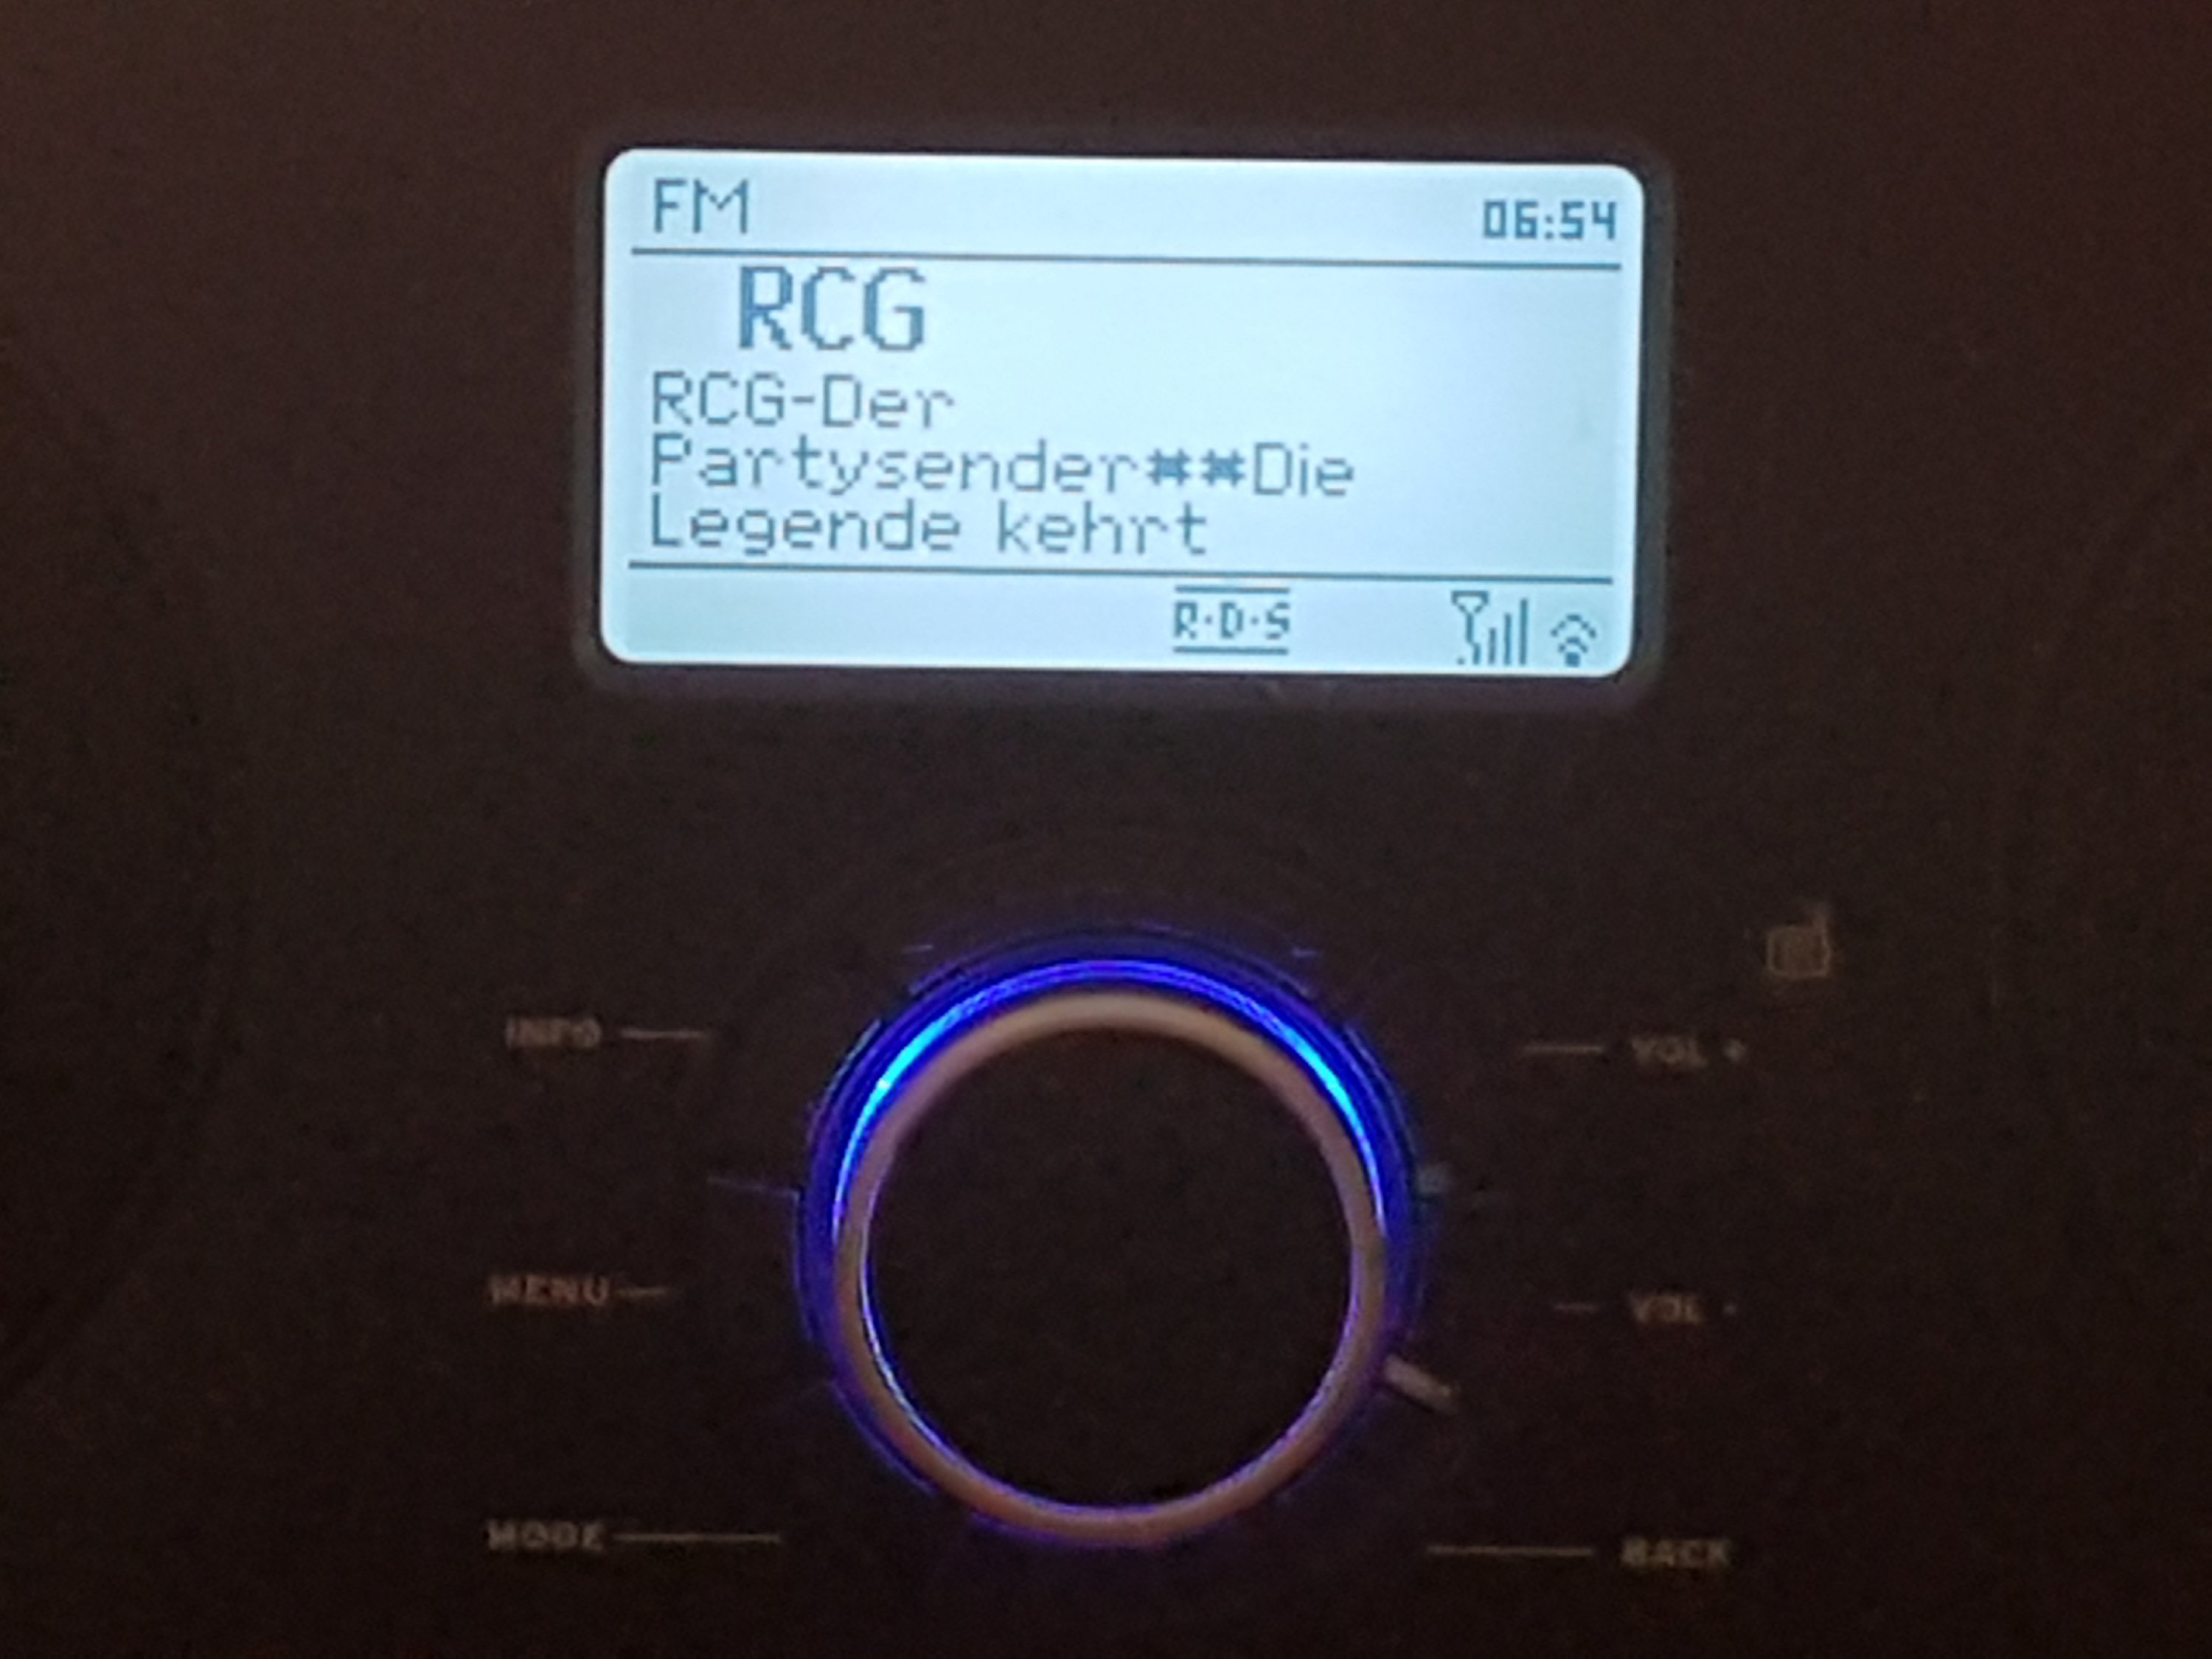 FM 06:54
RCG
RCG-Der
Partysender**Die
Legende kehrt
R·D·S
INFO
VOL +
MENU
VOL -
MODE
BACK